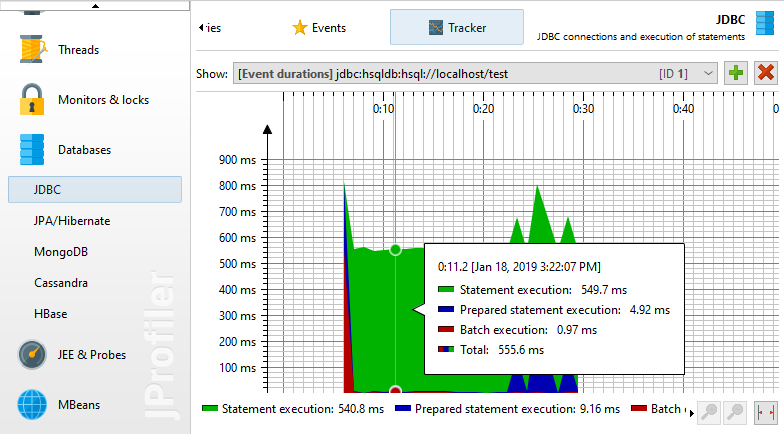 Threads
Monitors & locks
Databases
JDBC
JPA/Hibernate
MongoDB
Cassandra
HBase
JEE & Probes
MBeans
JProfiler
ies
Events
Tracker
JDBC
JDBC connections and execution of statements
Show:
[Event durations] jdbc:hsqldb:hsql://localhost/test [ID 1]
0:10 0:20 0:30 0:40 0
900 ms
800 ms
700 ms
600 ms
500 ms
400 ms
300 ms
200 ms
100 ms
0:11.2 [Jan 18, 2019 3:22:07 PM]
Statement execution: 549.7 ms
Prepared statement execution: 4.92 ms
Batch execution: 0.97 ms
Total: 555.6 ms
Statement execution: 540.8 ms Prepared statement execution: 9.16 ms Batch